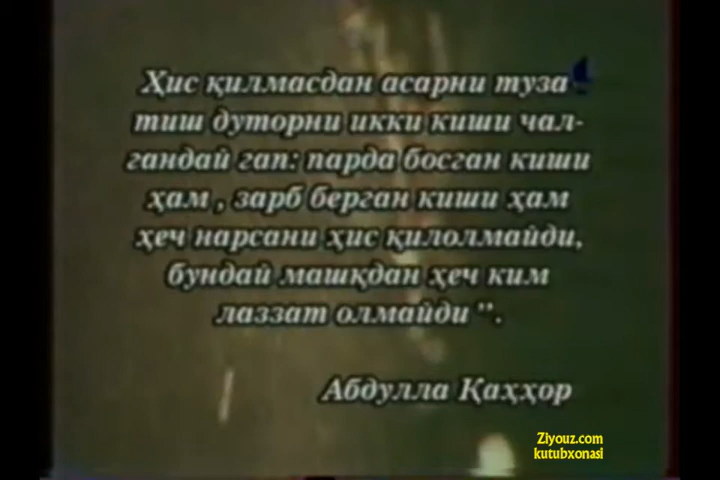 Ҳис қилмасдан асарни туза
тиш дуторни икки киши чал-
гандай гап: парда босган киши
ҳам , зарб берган киши ҳам
ҳеч нарсани ҳис қилолмайди,
бундай машқдан ҳеч ким
лаззат олмайди ”.
Абдулла Қаҳҳор
Ziyouz.com
kutubxonasi